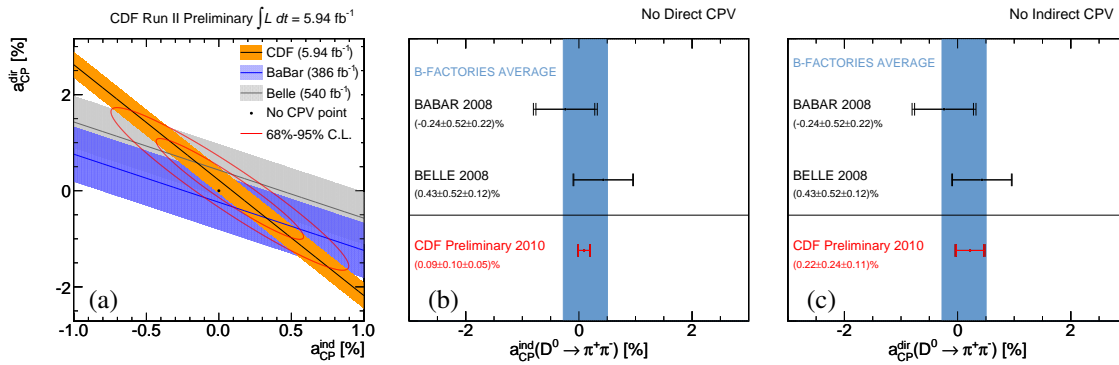 CDF Run II Preliminary ∫L dt = 5.94 fb⁻¹
a_CP^dir [%]
CDF (5.94 fb⁻¹)
BaBar (386 fb⁻¹)
Belle (540 fb⁻¹)
No CPV point
68%-95% C.L.
2
0
-2
(a)
-1.0 -0.5 0.0 0.5 1.0
a_CP^ind [%]
No Direct CPV
B-FACTORIES AVERAGE
BABAR 2008
(-0.24±0.52±0.22)%
BELLE 2008
(0.43±0.52±0.12)%
CDF Preliminary 2010
(0.09±0.10±0.05)%
(b)
-2 0 2
a_CP^ind(D⁰ → π⁺π⁻) [%]
No Indirect CPV
B-FACTORIES AVERAGE
BABAR 2008
(-0.24±0.52±0.22)%
BELLE 2008
(0.43±0.52±0.12)%
CDF Preliminary 2010
(0.22±0.24±0.11)%
(c)
-2 0 2
a_CP^dir(D⁰ → π⁺π⁻) [%]